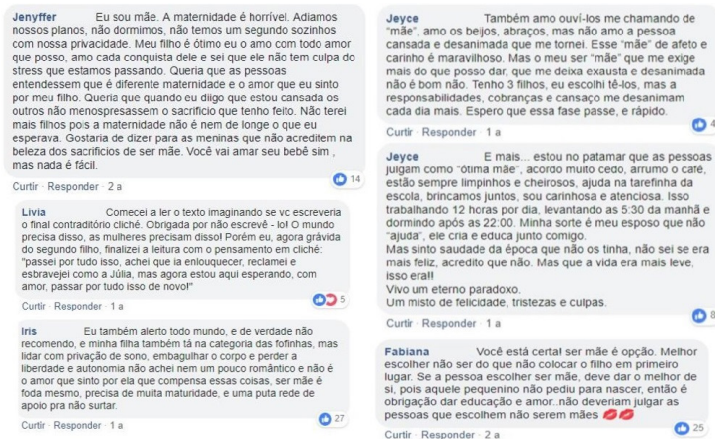 Jenyffer Eu sou mãe. A maternidade é horrível. Adiamos
nossos planos, não dormimos, não temos um segundo sozinhos
com nossa privacidade. Meu filho é ótimo eu o amo com todo amor
que posso, amo cada conquista dele e sei que ele não tem culpa do
stress que estamos passando. Queria que as pessoas
entendessem que é diferente maternidade e o amor que eu sinto
por meu filho. Queria que quando eu diigo que estou cansada os
outros não menospresassem o sacrificio que tenho feito. Não terei
mais filhos pois a maternidade não é nem de longe o que eu
esperava. Gostaria de dizer para as meninas que não acreditem na
beleza dos sacrificios de ser mãe. Você vai amar seu bebê sim ,
mas nada é fácil.
14
Curtir · Responder · 2 a
Livia Comecei a ler o texto imaginando se vc escreveria
o final contraditório cliché. Obrigada por não escrevê - lo! O mundo
precisa disso, as mulheres precisam disso! Porém eu, agora grávida
do segundo filho, finalizei a leitura com o pensamento em cliché:
"passei por tudo isso, achei que ia enlouquecer, reclamei e
esbravejei como a Júlia, mas agora estou aqui esperando, com
amor, passar por tudo isso de novo!"
5
Curtir · Responder · 1 a
Iris Eu também alerto todo mundo, e de verdade não
recomendo, e minha filha também tá na categoria das fofinhas, mas
lidar com privação de sono, embagulhar o corpo e perder a
liberdade e autonomia não achei nem um pouco romântico e não é
o amor que sinto por ela que compensa essas coisas, ser mãe é
foda mesmo, precisa de muita maturidade, e uma puta rede de
apoio pra não surtar.
27
Curtir · Responder · 1 a
Jeyce Também amo ouví-los me chamando de
"mãe", amo os beijos, abraços, mas não amo a pessoa
cansada e desanimada que me tornei. Esse "mãe" de afeto e
carinho é maravilhoso. Mas o meu ser "mãe" que me exige
mais do que posso dar, que me deixa exausta e desanimada
não é bom não. Tenho 3 filhos, eu escolhi tê-los, mas a
responsabilidades, cobranças e cansaço me desanimam
cada dia mais. Espero que essa fase passe, e rápido.
4
Curtir · Responder · 1 a
Jeyce E mais... estou no patamar que as pessoas
julgam como "ótima mãe", acordo muito cedo, arrumo o café,
estão sempre limpinhos e cheirosos, ajuda na tarefinha da
escola, brincamos juntos, sou carinhosa e atenciosa. Isso
trabalhando 12 horas por dia, levantando as 5:30 da manhã e
dormindo após as 22:00. Minha sorte é meu esposo que não
"ajuda", ele cria e educa junto comigo.
Mas sinto saudade da época que não os tinha, não sei se era
mais feliz, acredito que não. Mas que a vida era mais leve,
isso era!!
Vivo um eterno paradoxo.
Um misto de felicidade, tristezas e culpas.
8
Curtir · Responder · 1 a
Fabiana Você está certa! ser mãe é opção. Melhor
escolher não ser do que não colocar o filho em primeiro
lugar. Se a pessoa escolher ser mãe, deve dar o melhor de
si, pois aquele pequenino não pediu para nascer, então é
obrigação dar educação e amor..não deveriam julgar as
pessoas que escolhem não serem mães 💋💋
25
Curtir · Responder · 2 a